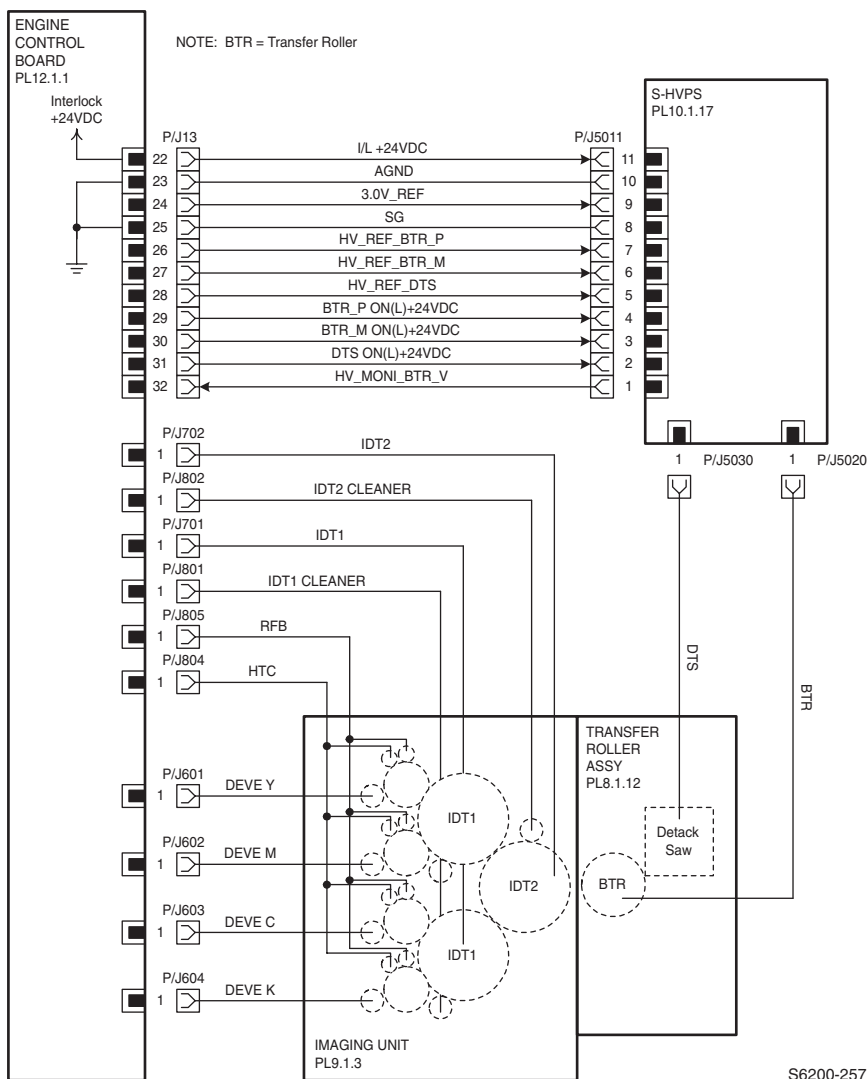 ENGINE
CONTROL
BOARD
PL12.1.1
NOTE: BTR = Transfer Roller
Interlock
+24VDC
S-HVPS
PL10.1.17
P/J13
P/J5011
22 I/L +24VDC 11
23 AGND 10
24 3.0V_REF 9
25 SG 8
26 HV_REF_BTR_P 7
27 HV_REF_BTR_M 6
28 HV_REF_DTS 5
29 BTR_P ON(L)+24VDC 4
30 BTR_M ON(L)+24VDC 3
31 DTS ON(L)+24VDC 2
32 HV_MONI_BTR_V 1
1 P/J5030 1 P/J5020
P/J702
1 IDT2
P/J802
1 IDT2 CLEANER
P/J701
1 IDT1
P/J801
1 IDT1 CLEANER
P/J805
1 RFB
P/J804
1 HTC
DTS
BTR
TRANSFER
ROLLER
ASSY
PL8.1.12
P/J601
1 DEVE Y
IDT1
Detack
Saw
P/J602
1 DEVE M
IDT2
BTR
P/J603
1 DEVE C
IDT1
P/J604
1 DEVE K
IMAGING UNIT
PL9.1.3
S6200-257